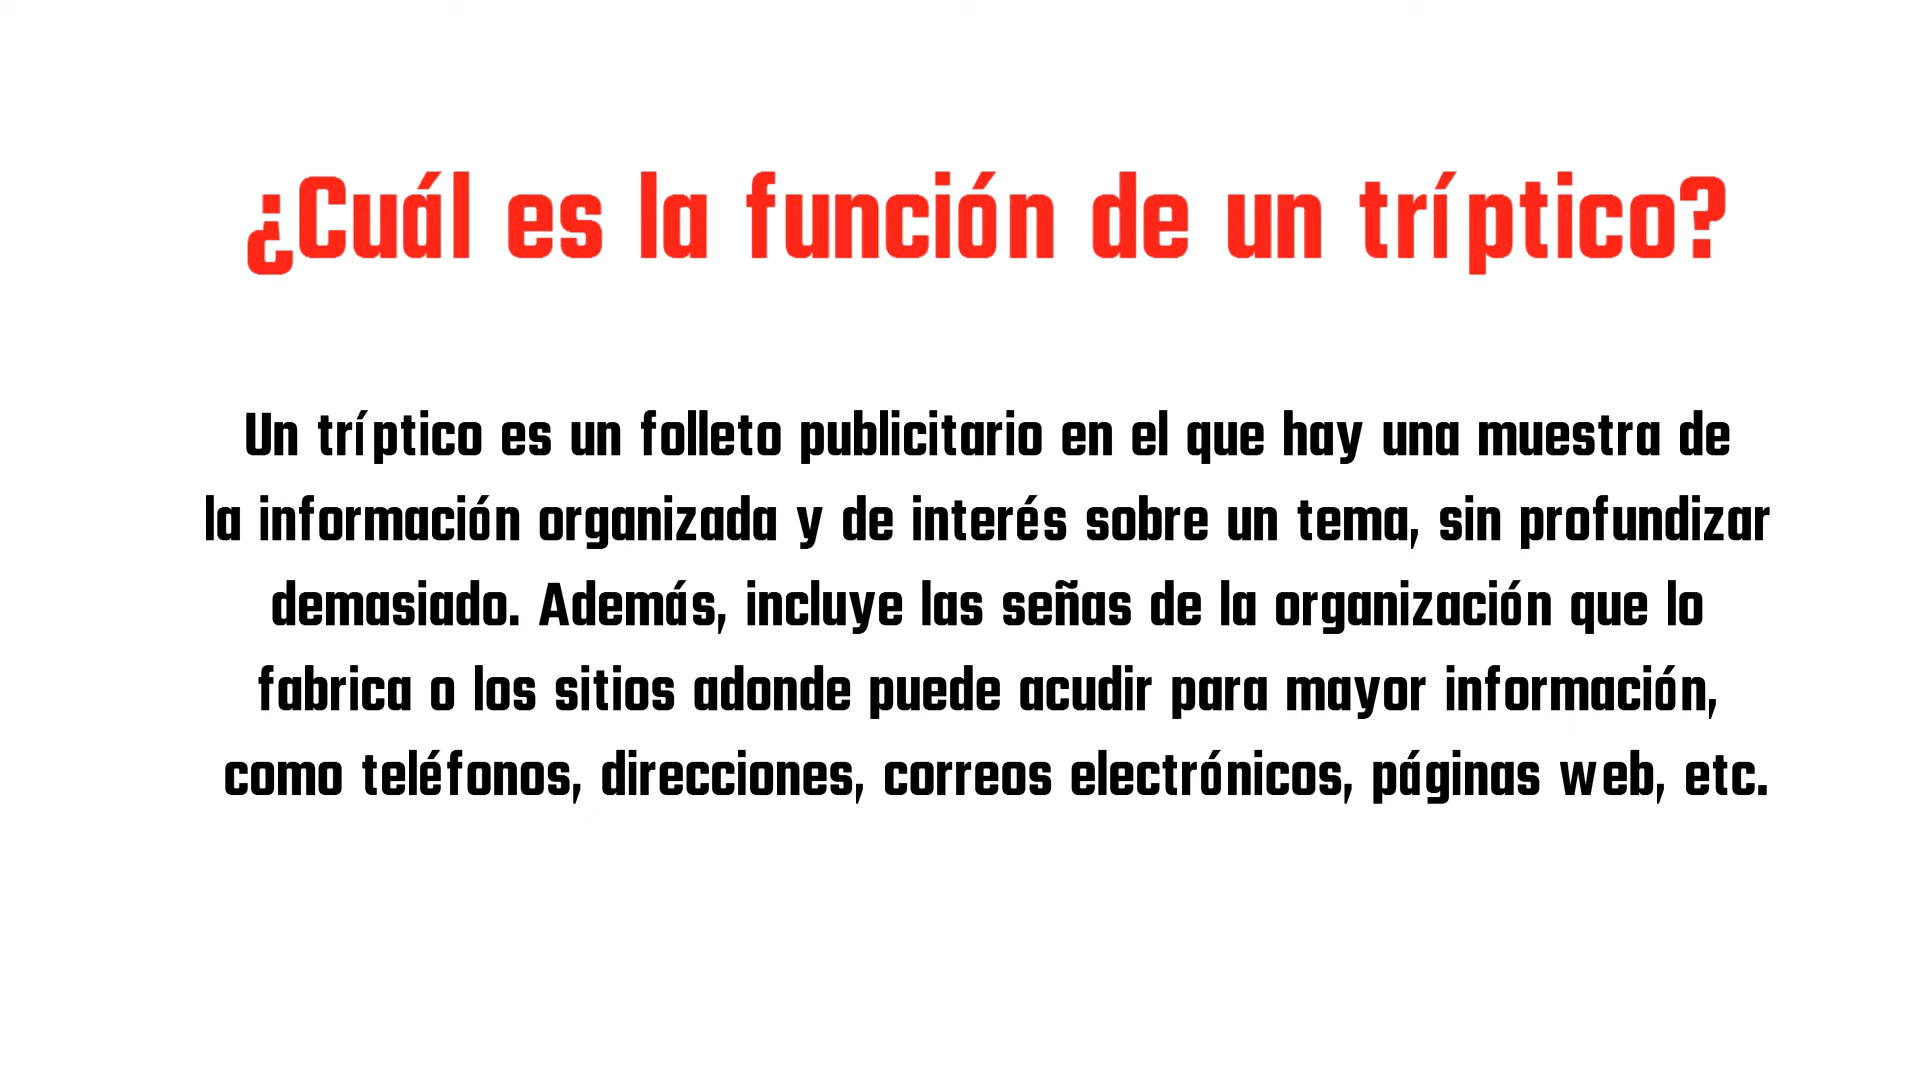 ¿Cuál es la función de un tríptico?
Un tríptico es un folleto publicitario en el que hay una muestra de
la información organizada y de interés sobre un tema, sin profundizar
demasiado. Además, incluye las señas de la organización que lo
fabrica o los sitios adonde puede acudir para mayor información,
como teléfonos, direcciones, correos electrónicos, páginas web, etc.